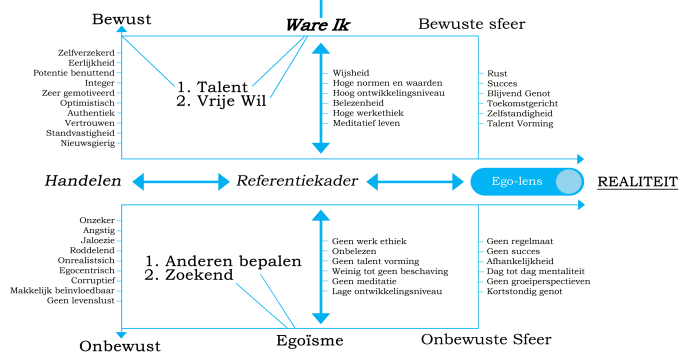 Bewust
Ware Ik
Bewuste sfeer
Zelfverzekerd
Eerlijkheid
Potentie benuttend
Integer
Zeer gemotiveerd
Optimistisch
Authentiek
Vertrouwen
Standvastigheid
Nieuwsgierig
1. Talent
2. Vrije Wil
Wijsheid
Hoge normen en waarden
Hoog ontwikkelingsniveau
Belezenheid
Hoge werkethiek
Meditatief leven
Rust
Succes
Blijvend Genot
Toekomstgericht
Zelfstandigheid
Talent Vorming
Handelen
Referentiekader
Ego-lens
REALITEIT
Onzeker
Angstig
Jaloezie
Roddelend
Onrealistsich
Egocentrisch
Corruptief
Makkelijk beïnvloedbaar
Geen levenslust
1. Anderen bepalen
2. Zoekend
Geen werk ethiek
Onbelezen
Geen talent vorming
Weinig tot geen beschaving
Geen meditatie
Lage ontwikkelingsniveau
Geen regelmaat
Geen succes
Afhankelijkheid
Dag tot dag mentaliteit
Geen groeiperspectieven
Kortstondig genot
Onbewust
Egoïsme
Onbewuste Sfeer